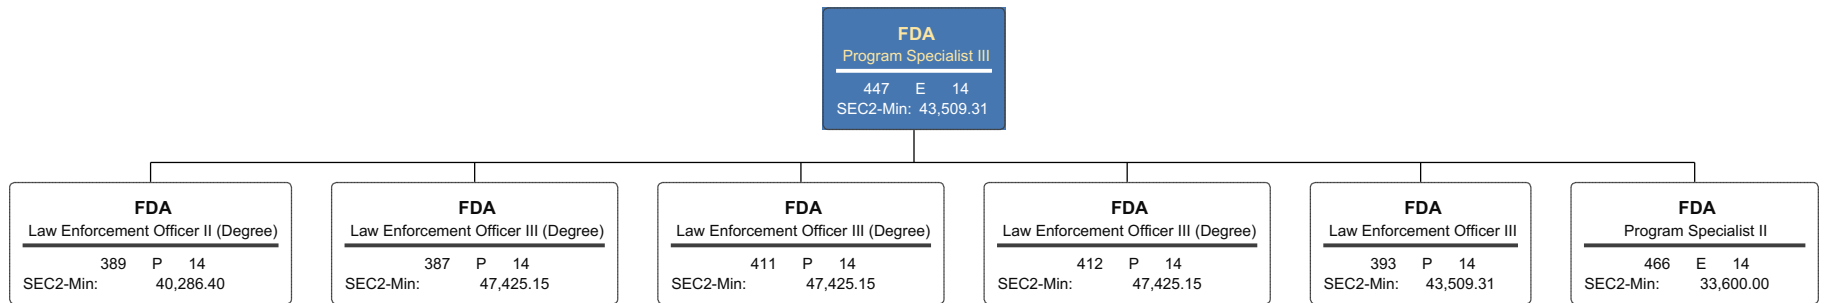 FDA
Program Specialist III
447 E 14
SEC2-Min: 43,509.31
FDA
Law Enforcement Officer II (Degree)
389 P 14
SEC2-Min: 40,286.40
FDA
Law Enforcement Officer III (Degree)
387 P 14
SEC2-Min: 47,425.15
FDA
Law Enforcement Officer III (Degree)
411 P 14
SEC2-Min: 47,425.15
FDA
Law Enforcement Officer III (Degree)
412 P 14
SEC2-Min: 47,425.15
FDA
Law Enforcement Officer III
393 P 14
SEC2-Min: 43,509.31
FDA
Program Specialist II
466 E 14
SEC2-Min: 33,600.00